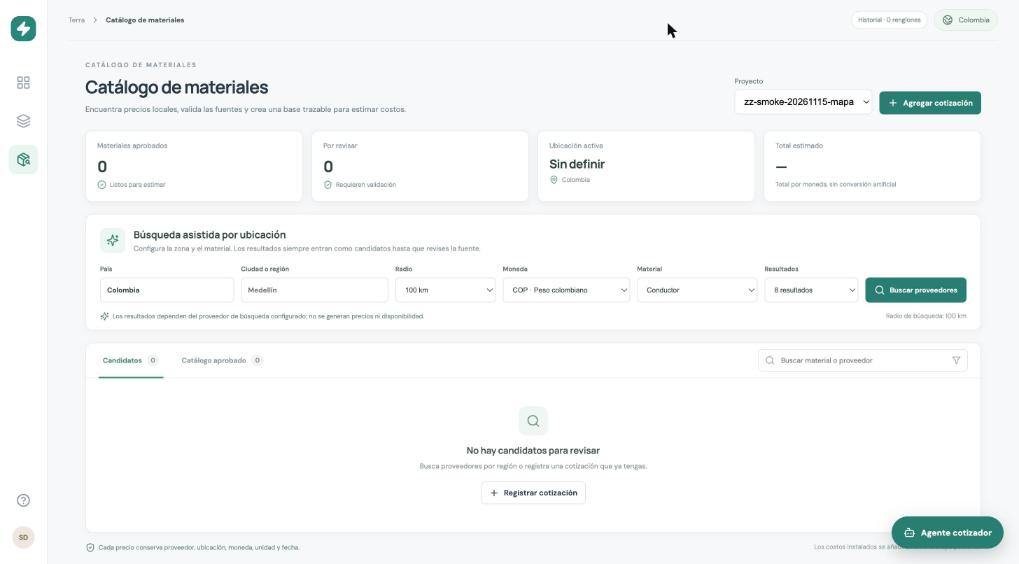 Terra > Catálogo de materiales
Historial · 0 renglones
Colombia
CATÁLOGO DE MATERIALES
Catálogo de materiales
Encuentra precios locales, valida las fuentes y crea una base trazable para estimar costos.
Proyecto
zz-smoke-20261115-mapa
+ Agregar cotización
Materiales aprobados
0
Listos para estimar
Por revisar
0
Requieren validación
Ubicación activa
Sin definir
Colombia
Total estimado
—
Total por moneda, sin conversión artificial
Búsqueda asistida por ubicación
Configura la zona y el material. Los resultados siempre entran como candidatos hasta que revises la fuente.
País
Colombia
Ciudad o región
Medellín
Radio
100 km
Moneda
COP · Peso colombiano
Material
Conductor
Resultados
8 resultados
Buscar proveedores
Los resultados dependen del proveedor de búsqueda configurado; no se generan precios ni disponibilidad.
Radio de búsqueda: 100 km
Candidatos 0
Catálogo aprobado 0
Buscar material o proveedor
No hay candidatos para revisar
Busca proveedores por región o registra una cotización que ya tengas.
+ Registrar cotización
SD
Agente cotizador
Cada precio conserva proveedor, ubicación, moneda, unidad y fecha.
Los costos instalados se